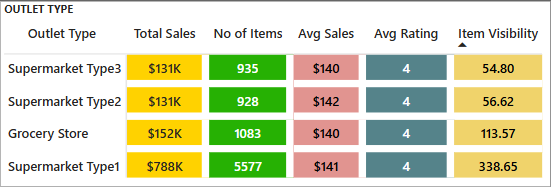 OUTLET TYPE
Outlet Type Total Sales No of Items Avg Sales Avg Rating Item Visibility
Supermarket Type3 $131K 935 $140 4 54.80
Supermarket Type2 $131K 928 $142 4 56.62
Grocery Store $152K 1083 $140 4 113.57
Supermarket Type1 $788K 5577 $141 4 338.65